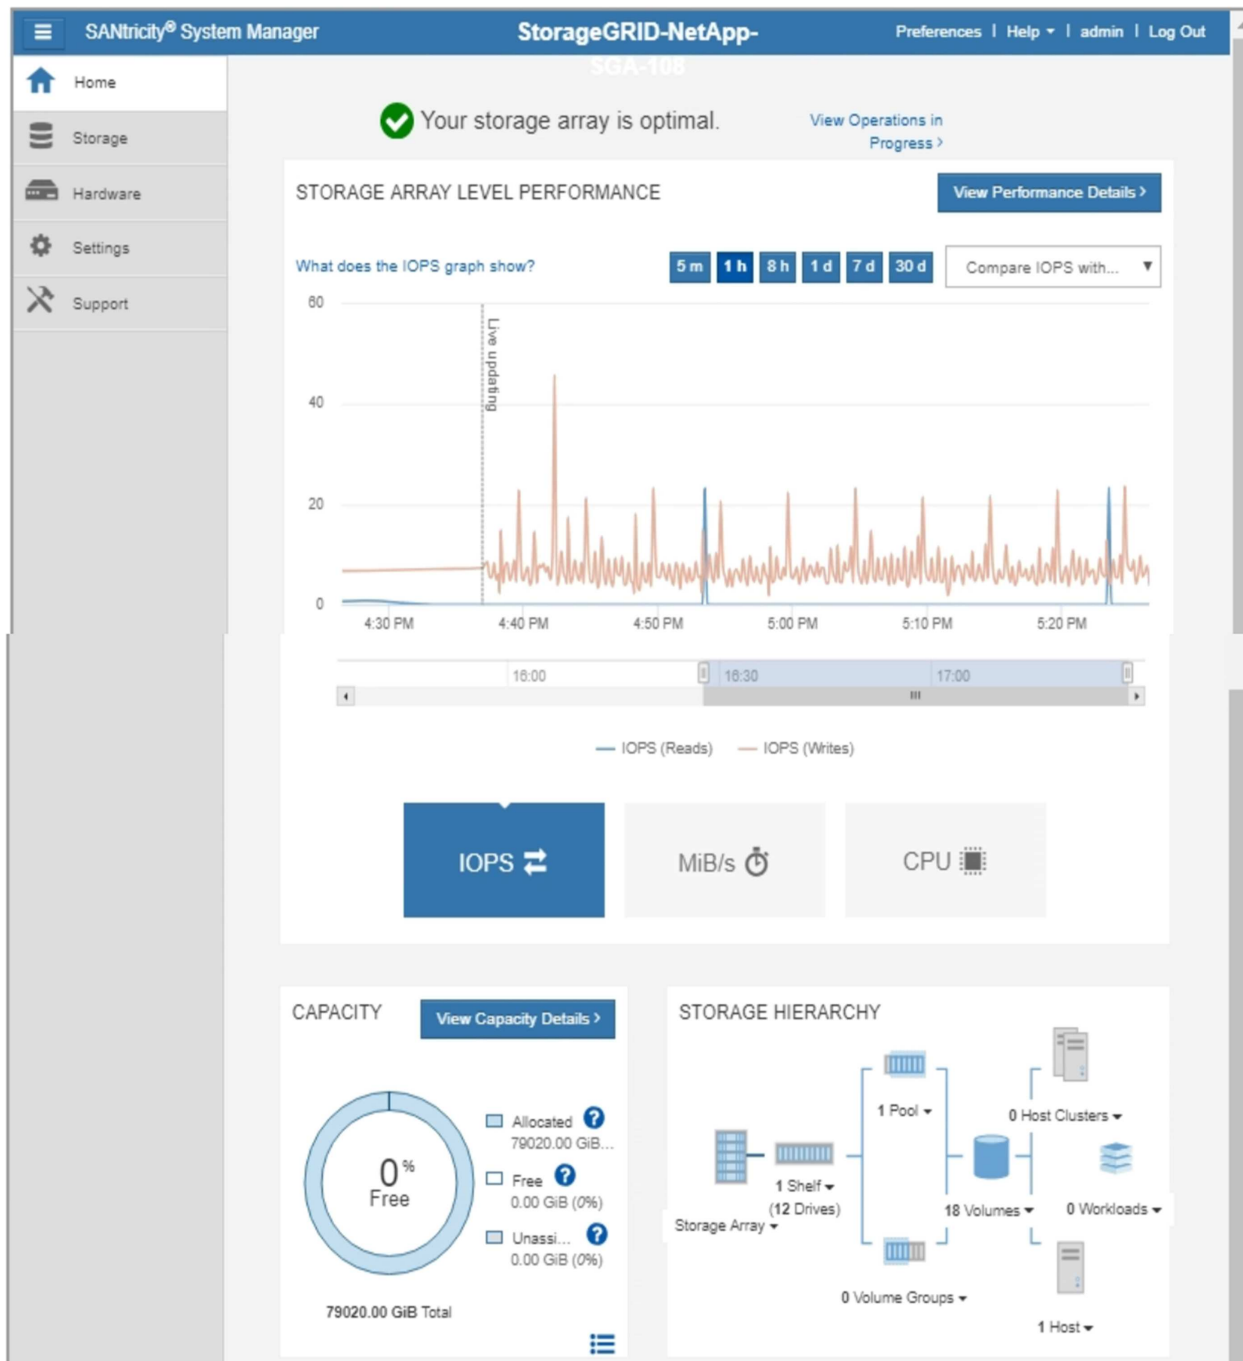 SANtricity® System Manager
StorageGRID-NetApp-
SGA-108
Preferences | Help | admin | Log Out
Home
Storage
Hardware
Settings
Support
Your storage array is optimal.
View Operations in
Progress >
STORAGE ARRAY LEVEL PERFORMANCE
View Performance Details >
What does the IOPS graph show?
5 m 1 h 8 h 1 d 7 d 30 d
Compare IOPS with...
60
40
20
0
Live updating
4:30 PM 4:40 PM 4:50 PM 5:00 PM 5:10 PM 5:20 PM
16:00 16:30 17:00
IOPS (Reads) IOPS (Writes)
IOPS
MiB/s
CPU
CAPACITY
View Capacity Details >
0%
Free
Allocated ?
79020.00 GiB...
Free ?
0.00 GiB (0%)
Unassi... ?
0.00 GiB (0%)
79020.00 GiB Total
STORAGE HIERARCHY
1 Pool
0 Host Clusters
1 Shelf
(12 Drives)
Storage Array
18 Volumes
0 Workloads
0 Volume Groups
1 Host